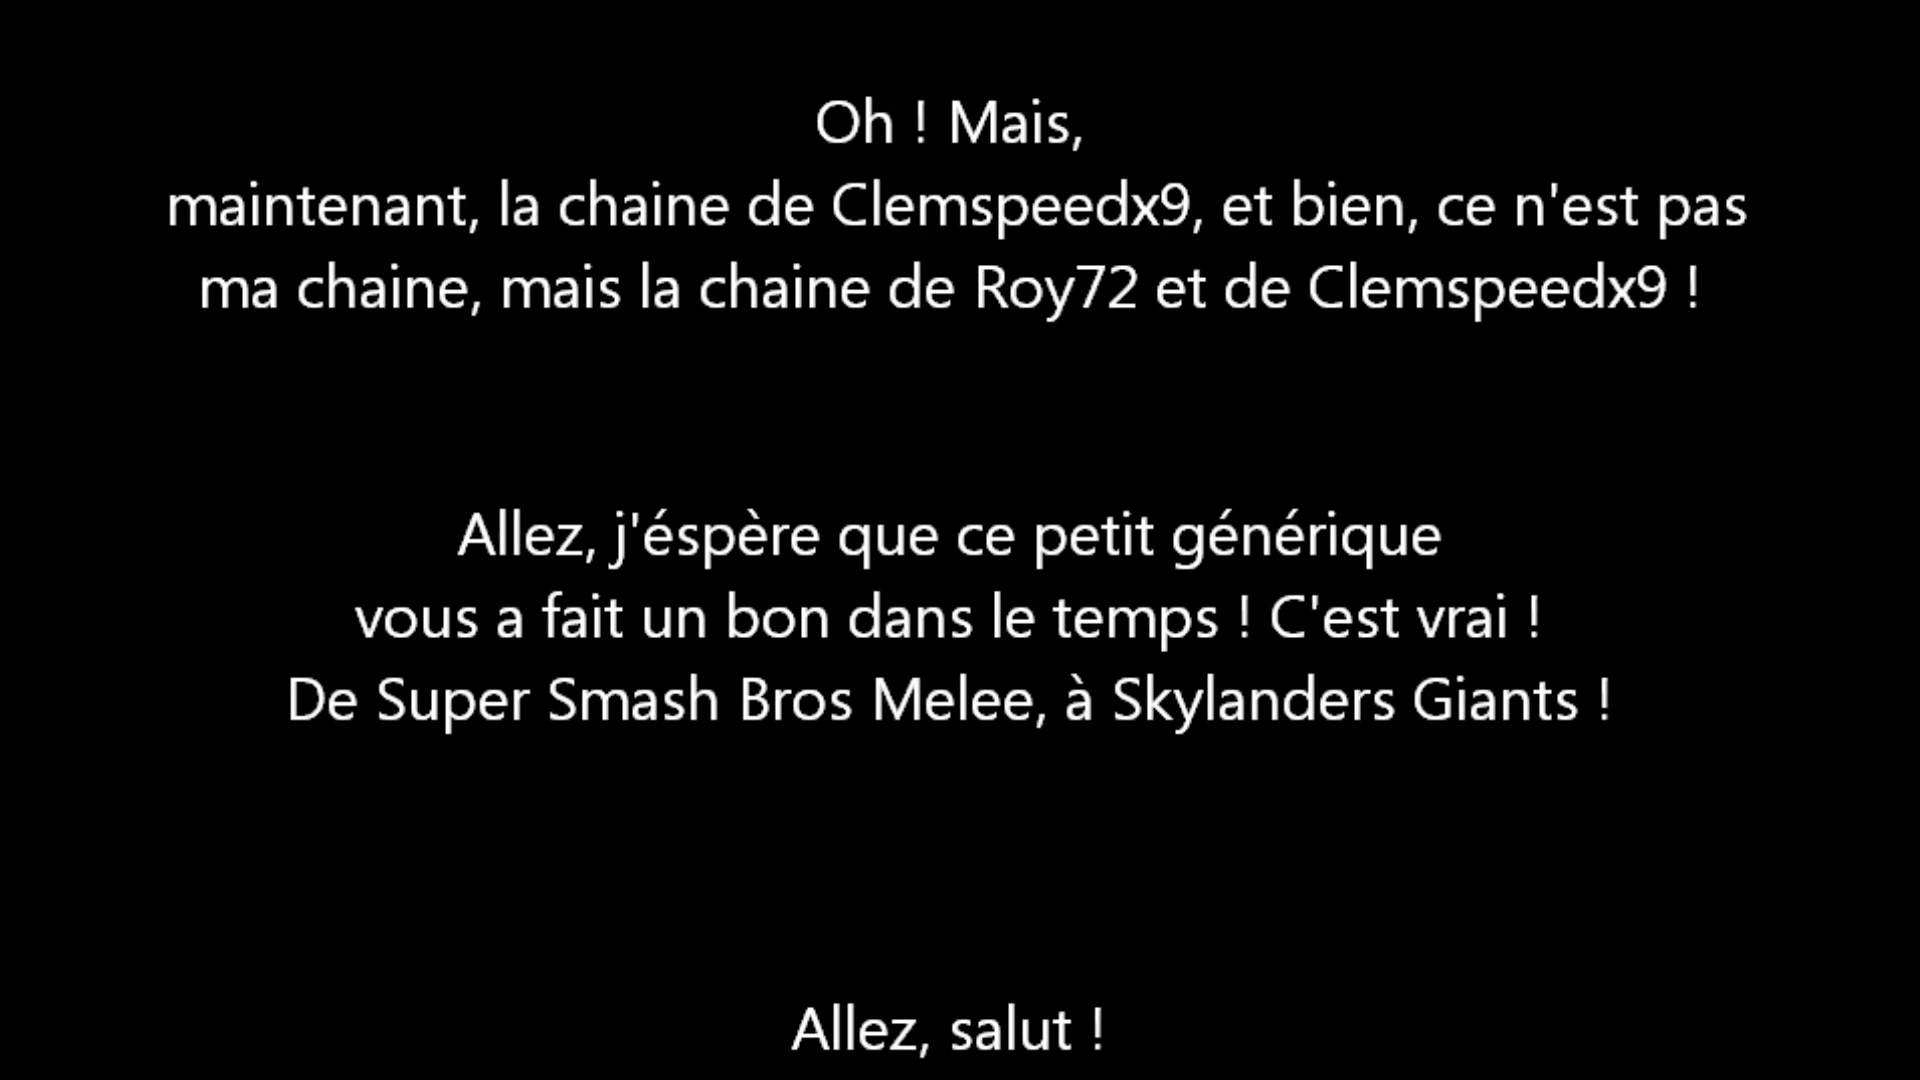 Oh ! Mais,
maintenant, la chaine de Clemspeedx9, et bien, ce n'est pas
ma chaine, mais la chaine de Roy72 et de Clemspeedx9 !
Allez, j'éspère que ce petit générique
vous a fait un bon dans le temps ! C'est vrai !
De Super Smash Bros Melee, à Skylanders Giants !
Allez, salut !